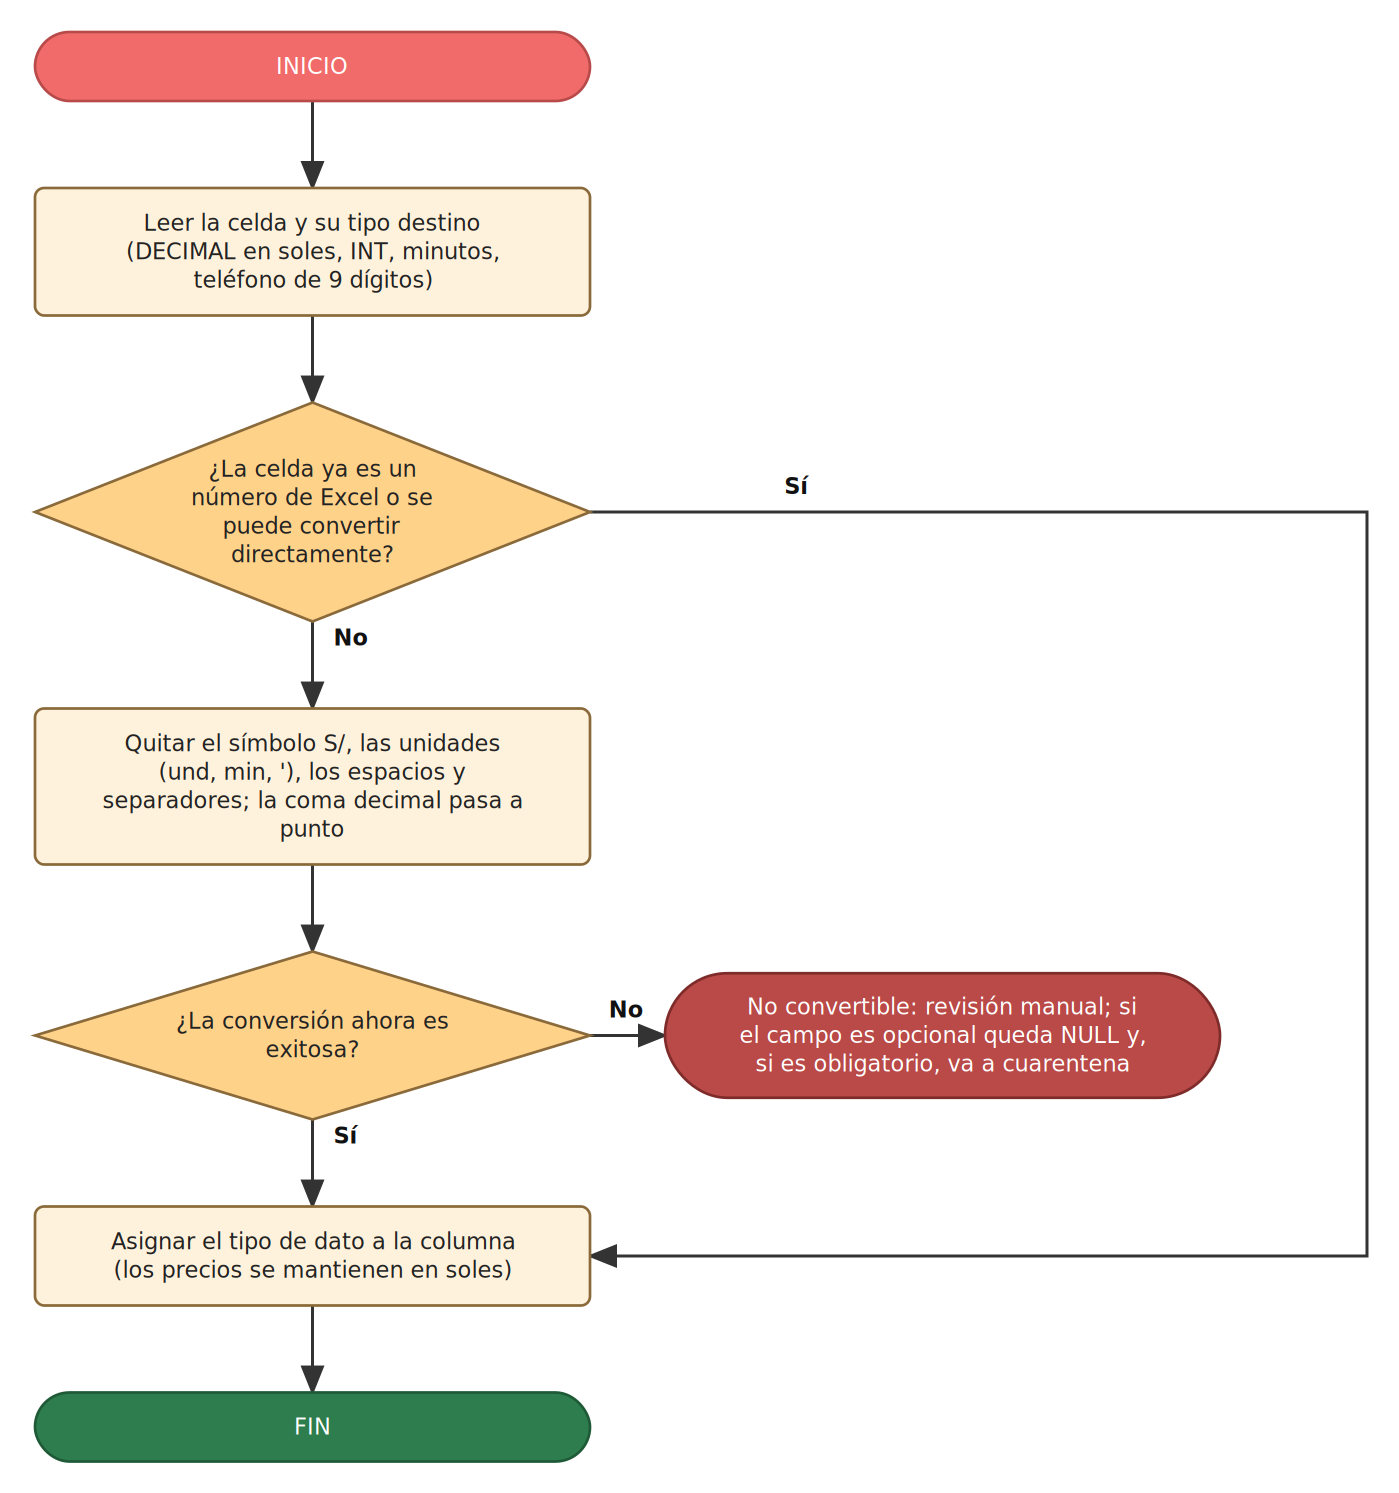 INICIO
Leer la celda y su tipo destino
(DECIMAL en soles, INT, minutos,
teléfono de 9 dígitos)
¿La celda ya es un
número de Excel o se
puede convertir
directamente?
Sí
No
Quitar el símbolo S/, las unidades
(und, min, '), los espacios y
separadores; la coma decimal pasa a
punto
¿La conversión ahora es
exitosa?
No
No convertible: revisión manual; si
el campo es opcional queda NULL y,
si es obligatorio, va a cuarentena
Sí
Asignar el tipo de dato a la columna
(los precios se mantienen en soles)
FIN